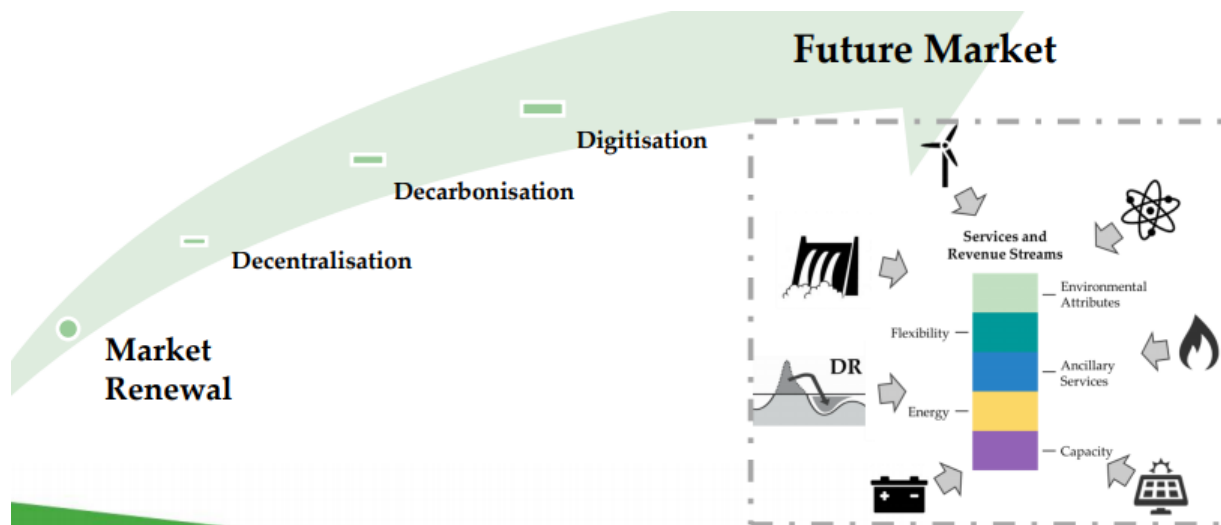 Future Market
Digitisation
Decarbonisation
Decentralisation
Market
Renewal
Services and
Revenue Streams
Environmental
Attributes
Flexibility
Ancillary
Services
DR
Energy
Capacity